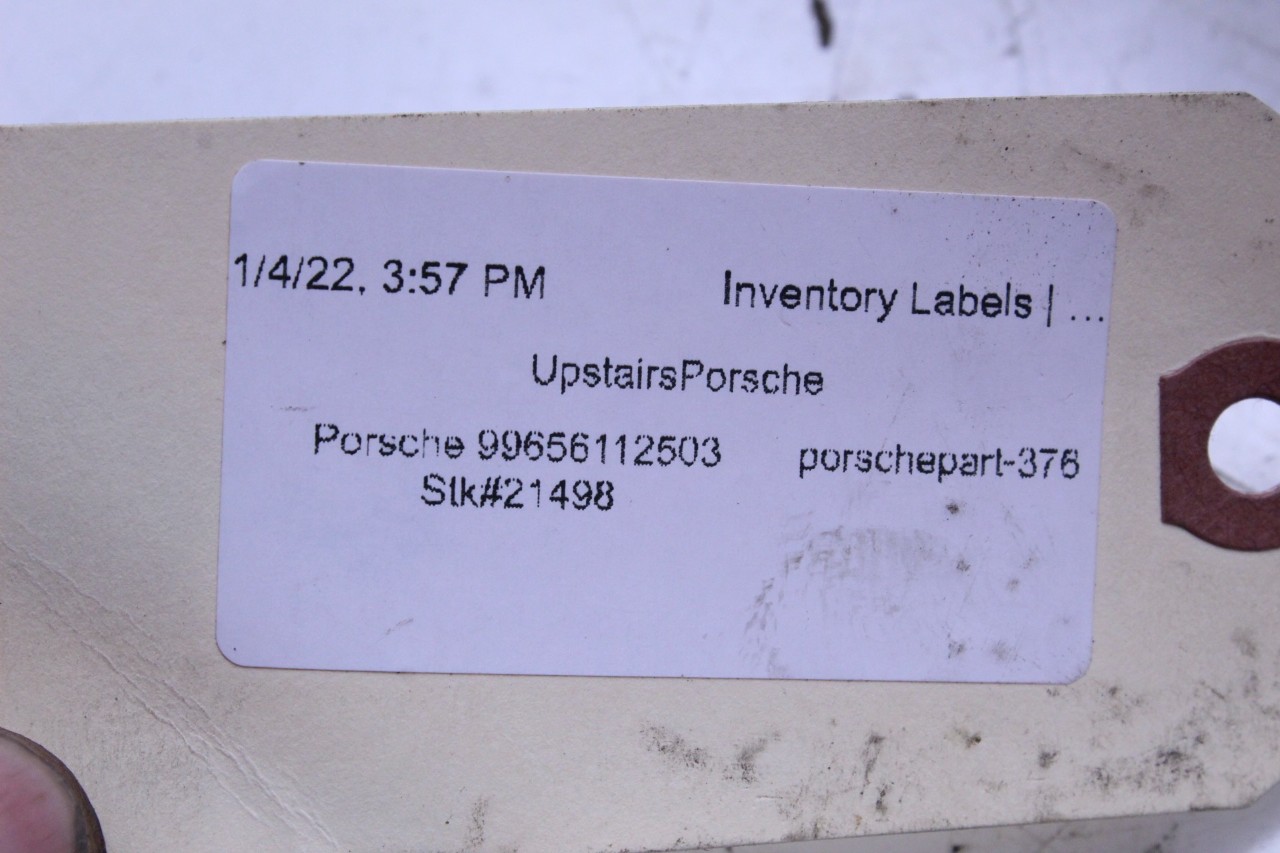 1/4/22, 3:57 PM Inventory Labels | ...
UpstairsPorsche
Porsche 99656112503 porschepart-376
Stk#21498